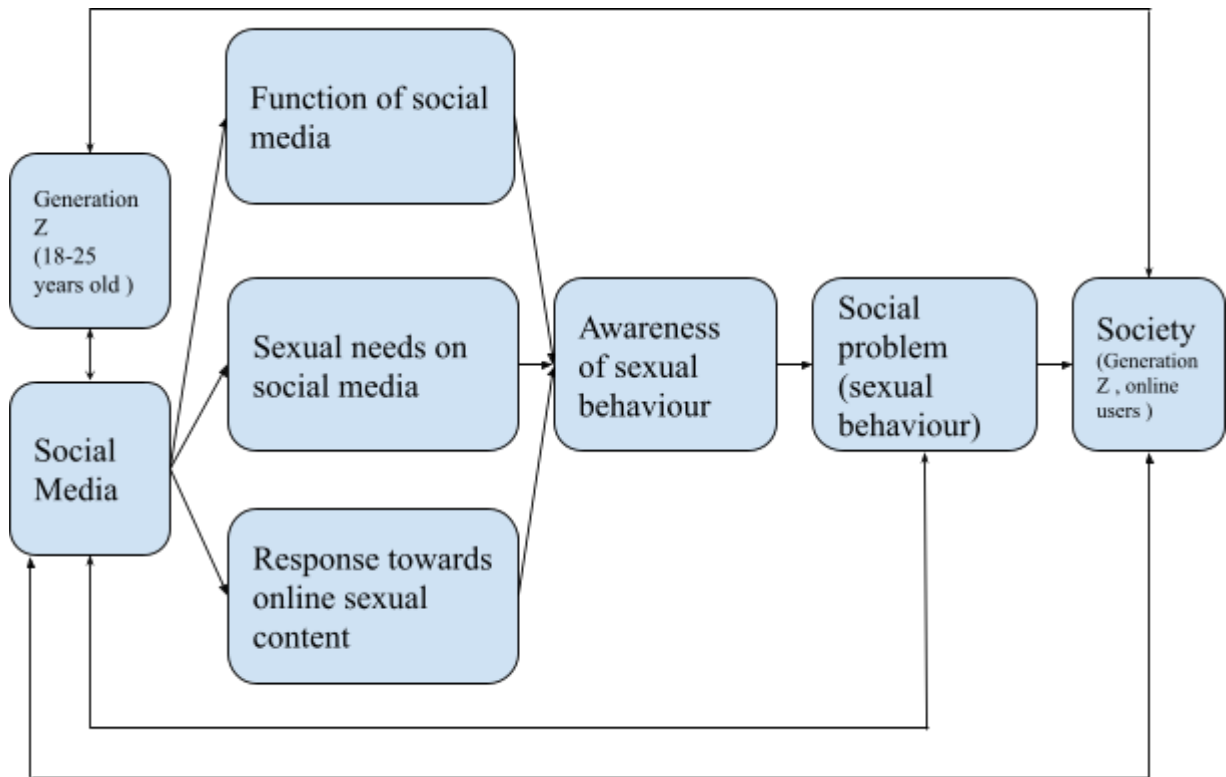 Function of social
media
Generation
Z
(18-25
years old )
Sexual needs on
social media
Awareness
of sexual
behaviour
Social
problem
(sexual
behaviour)
Society
(Generation
Z , online
users )
Social
Media
Response towards
online sexual
content